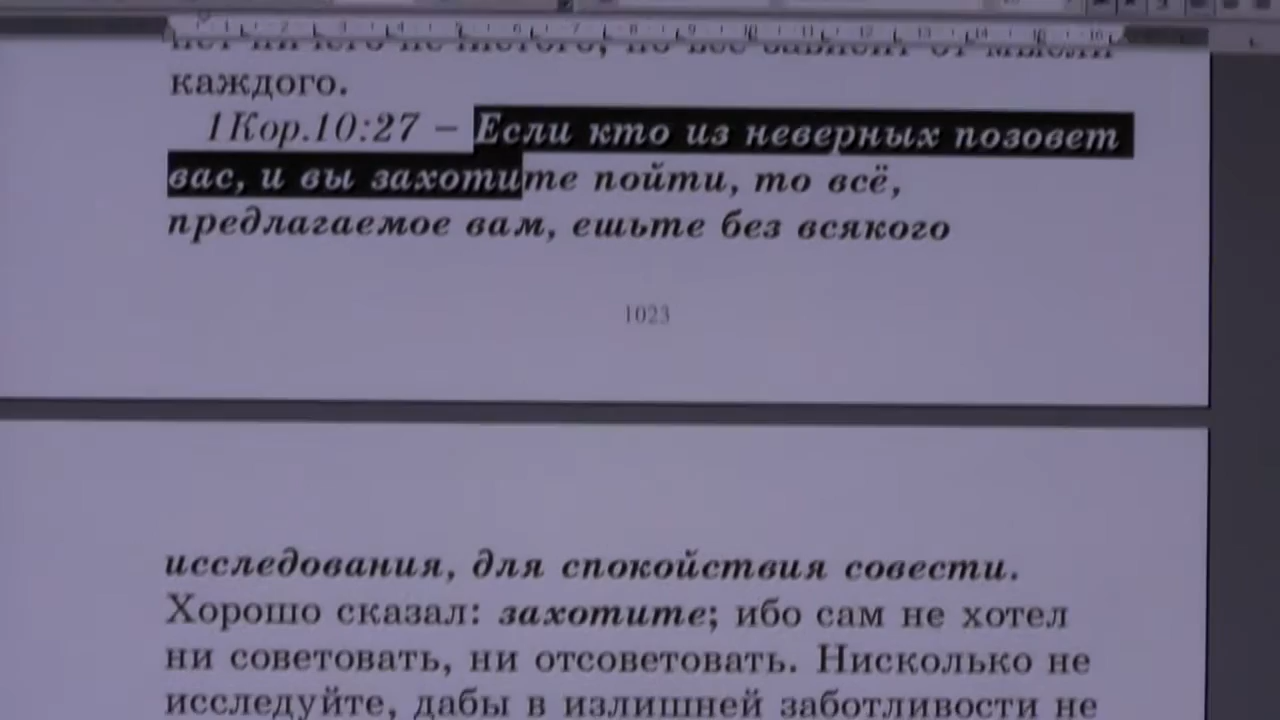 каждого.
1Кор.10:27 – Если кто из неверных позовет
вас, и вы захотите пойти, то всё,
предлагаемое вам, ешьте без всякого
1023
исследования, для спокойствия совести.
Хорошо сказал: захотите; ибо сам не хотел
ни советовать, ни отсоветовать. Нисколько не
исследуйте, дабы в излишней заботливости не